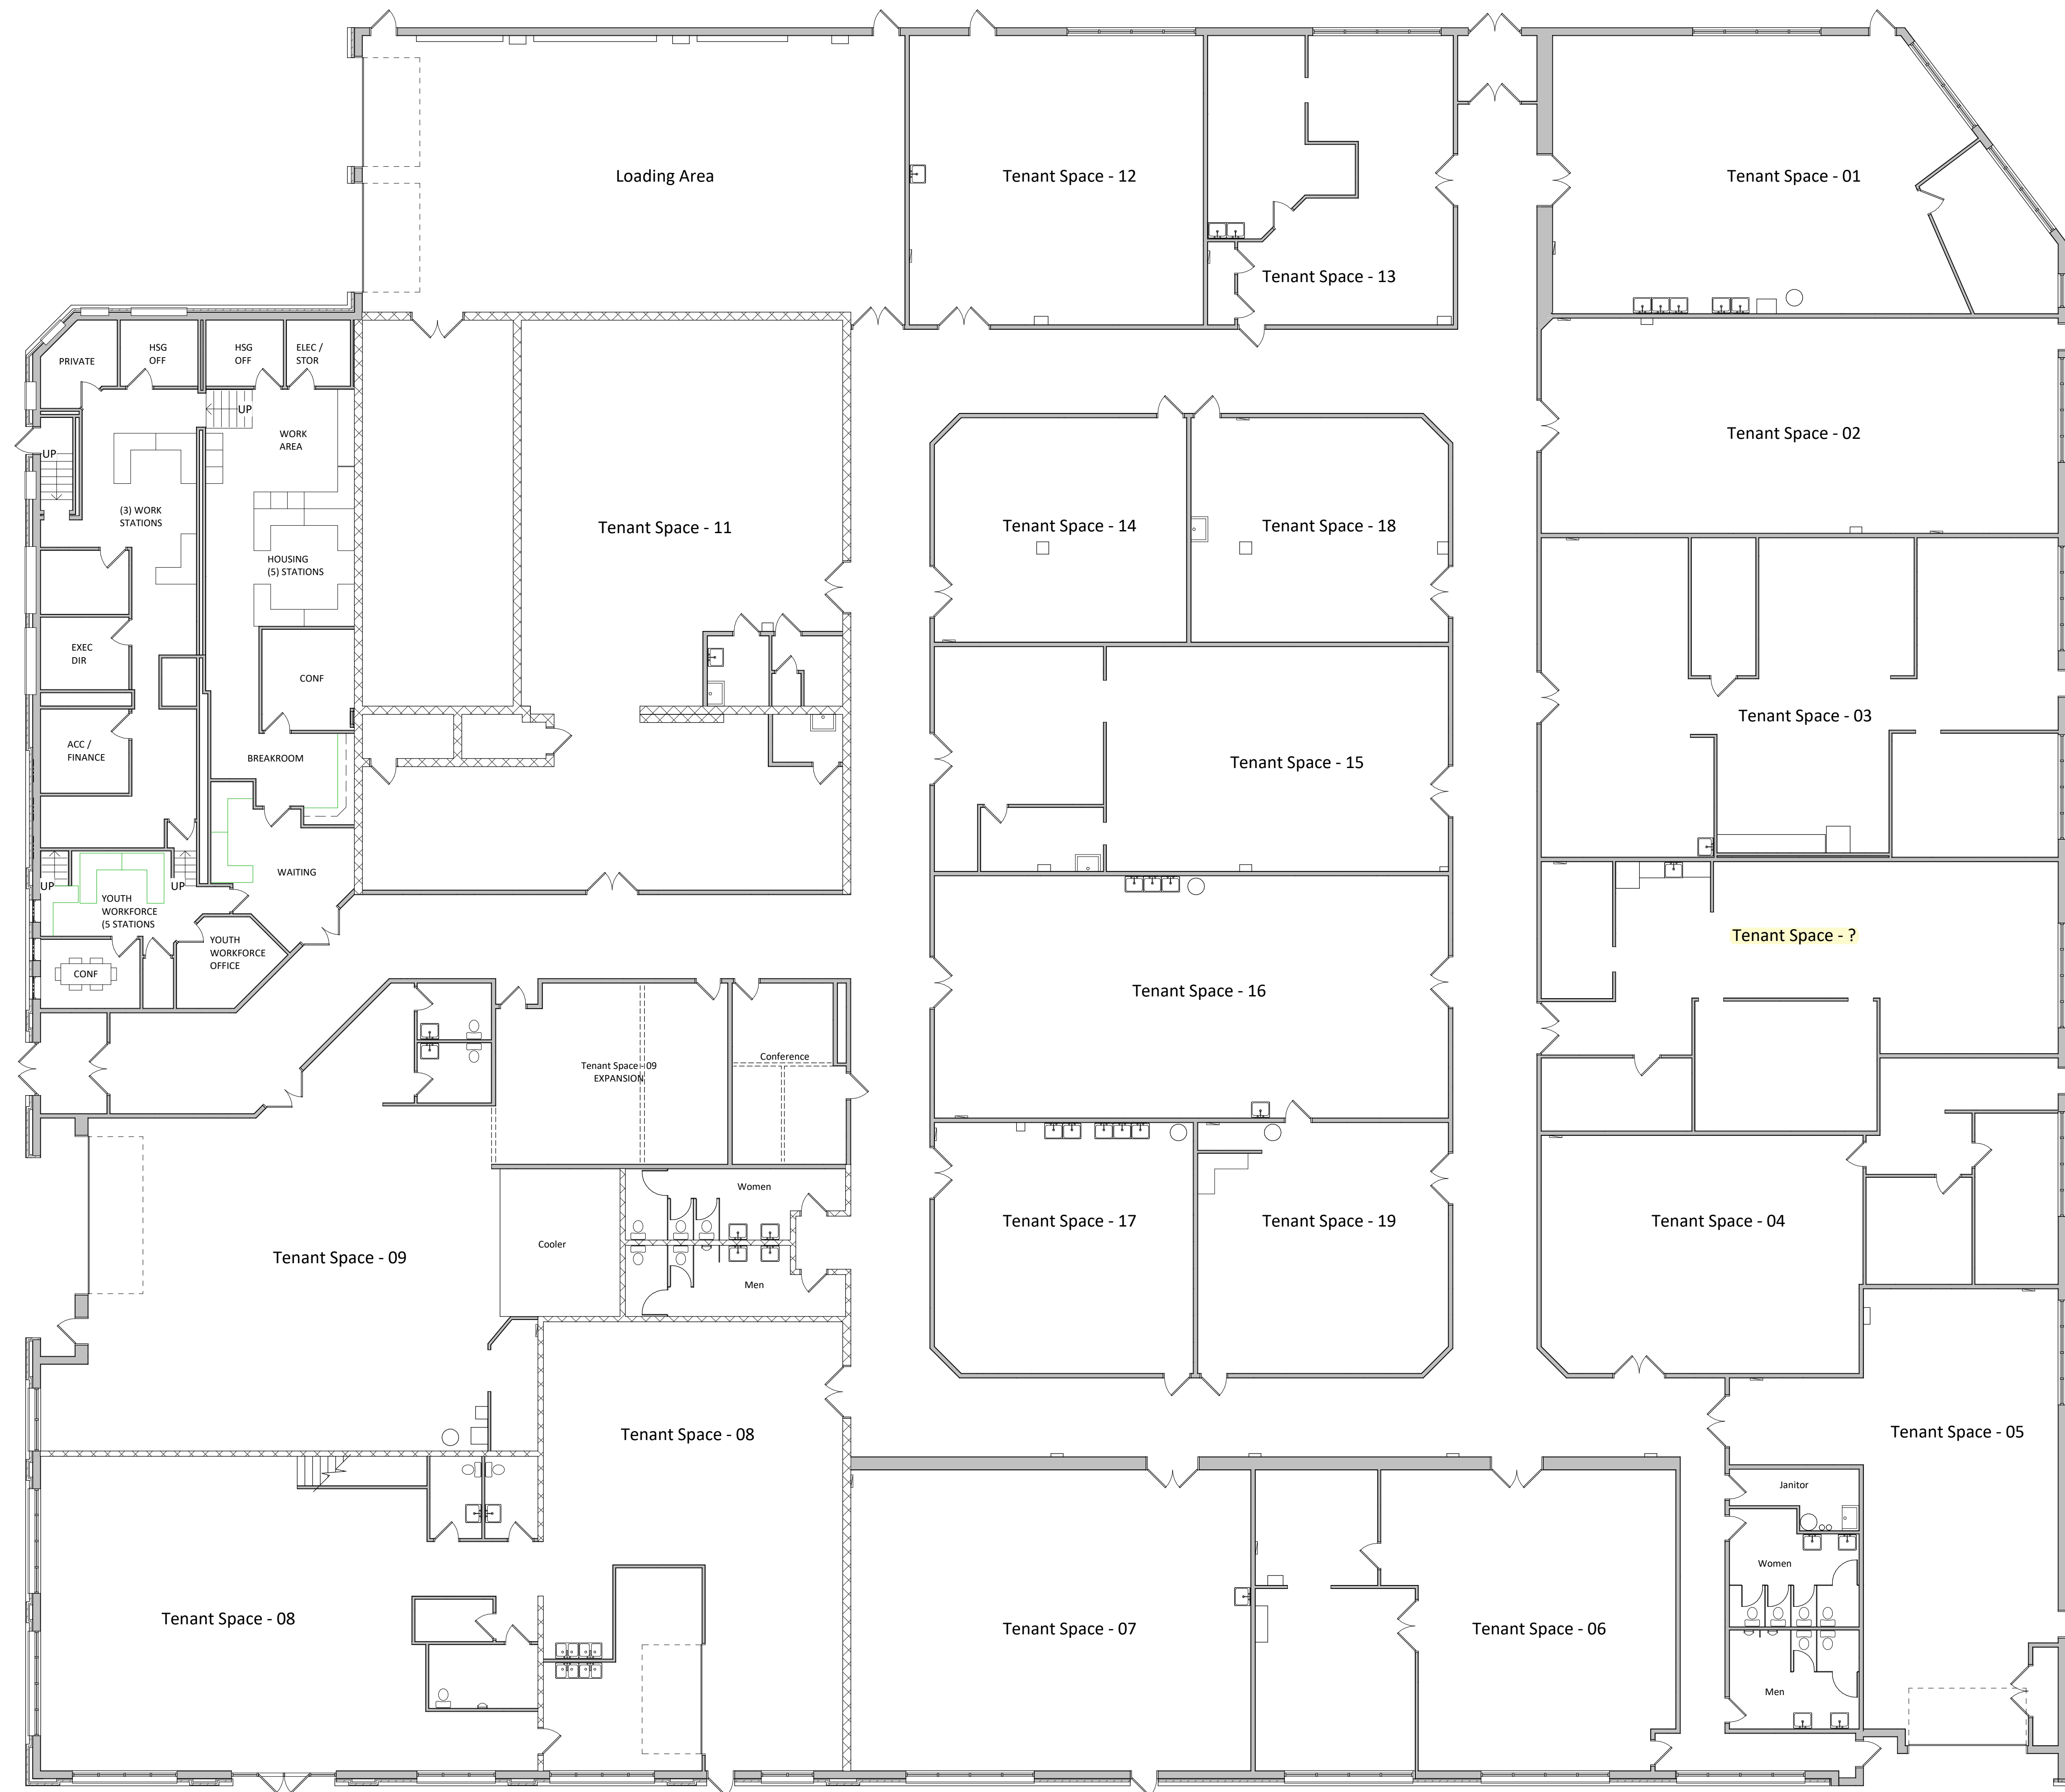 Loading Area
Tenant Space - 12
Tenant Space - 13
Tenant Space - 01
PRIVATE
HSG
OFF
HSG
OFF
ELEC /
STOR
UP
WORK
AREA
UP
(3) WORK
STATIONS
HOUSING
(5) STATIONS
EXEC
DIR
CONF
ACC /
FINANCE
BREAKROOM
WAITING
UP
UP
YOUTH
WORKFORCE
(5 STATIONS
YOUTH
WORKFORCE
OFFICE
CONF
Tenant Space - 11
Tenant Space - 14
Tenant Space - 18
Tenant Space - 02
Tenant Space - 15
Tenant Space - 03
Tenant Space - ?
Tenant Space - 16
Tenant Space - 09
EXPANSION
Conference
Women
Cooler
Men
Tenant Space - 09
Tenant Space - 17
Tenant Space - 19
Tenant Space - 04
Tenant Space - 08
Tenant Space - 05
Janitor
Women
Men
Tenant Space - 08
Tenant Space - 07
Tenant Space - 06